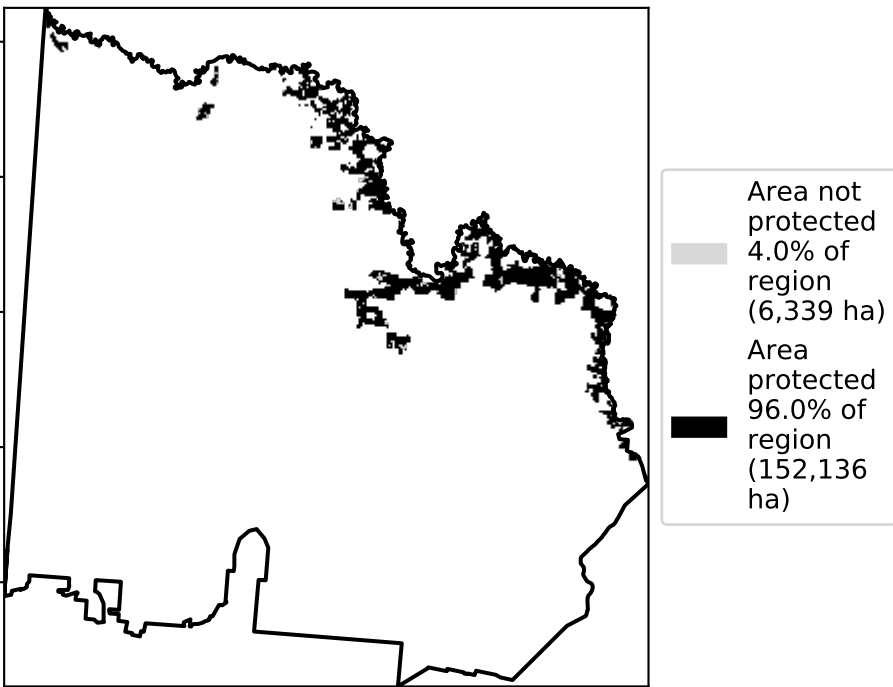 Area not
protected
4.0% of
region
(6,339 ha)
Area
protected
96.0% of
region
(152,136
ha)